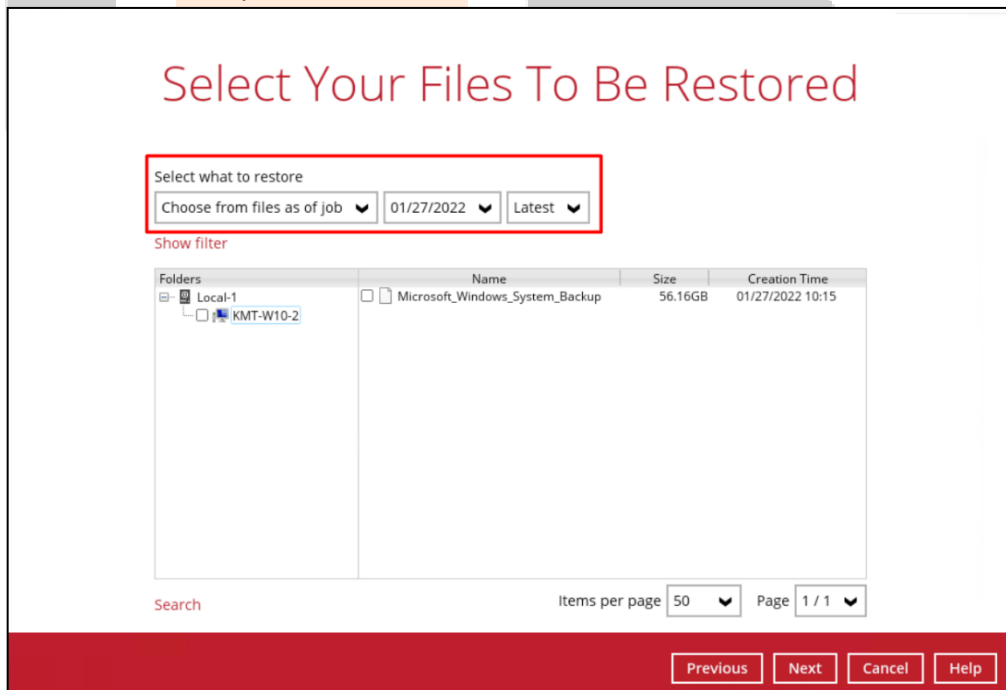 Select Your Files To Be Restored
Select what to restore
Choose from files as of job 01/27/2022 Latest
Show filter
Folders Name Size Creation Time
Local-1 Microsoft_Windows_System_Backup 56.16GB 01/27/2022 10:15
KMT-W10-2
Search Items per page 50 Page 1 / 1
Previous Next Cancel Help